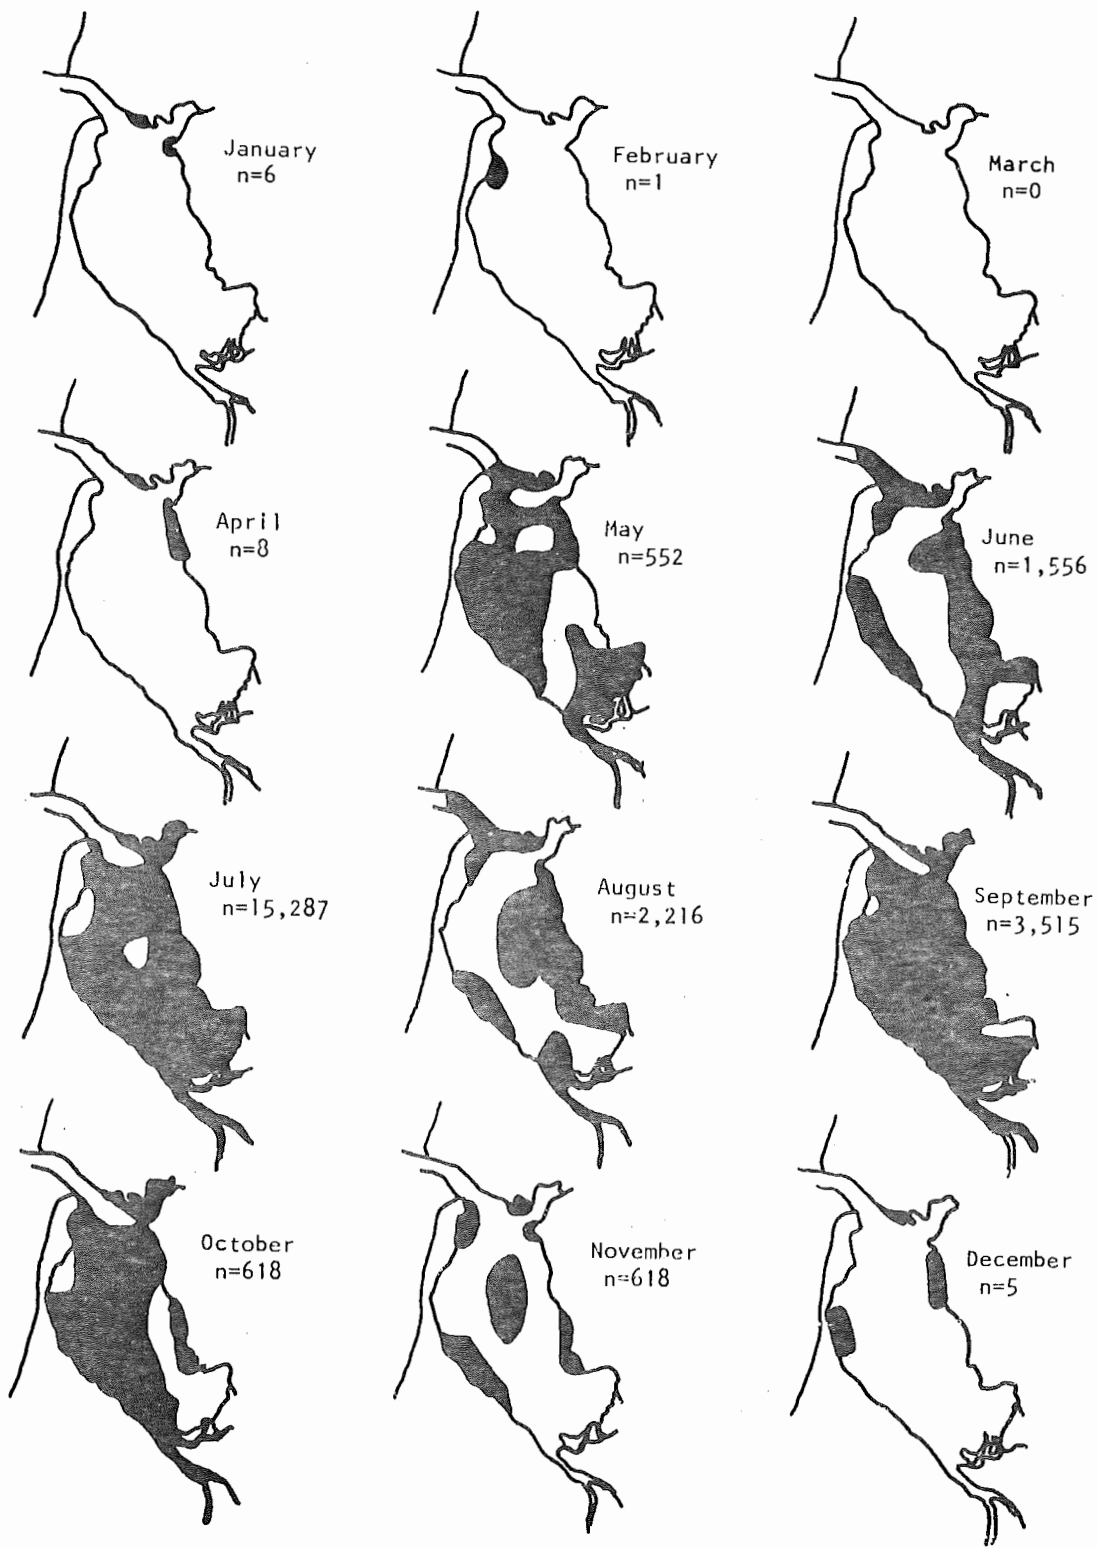 January
n=6
February
n=1
March
n=0
April
n=8
May
n=552
June
n=1,556
July
n=15,287
August
n=2,216
September
n=3,515
October
n=618
November
n=618
December
n=5